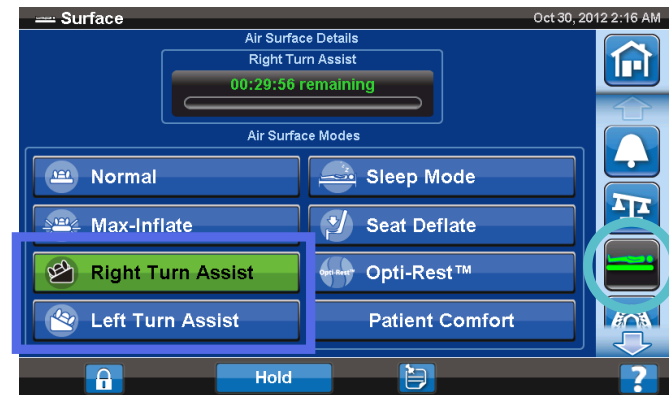 Surface
Oct 30, 2012 2:16 AM
Air Surface Details
Right Turn Assist
00:29:56 remaining
Air Surface Modes
Normal
Sleep Mode
Max-Inflate
Seat Deflate
Right Turn Assist
Opti-Rest™ Opti-Rest™
Left Turn Assist
Patient Comfort
Hold
?